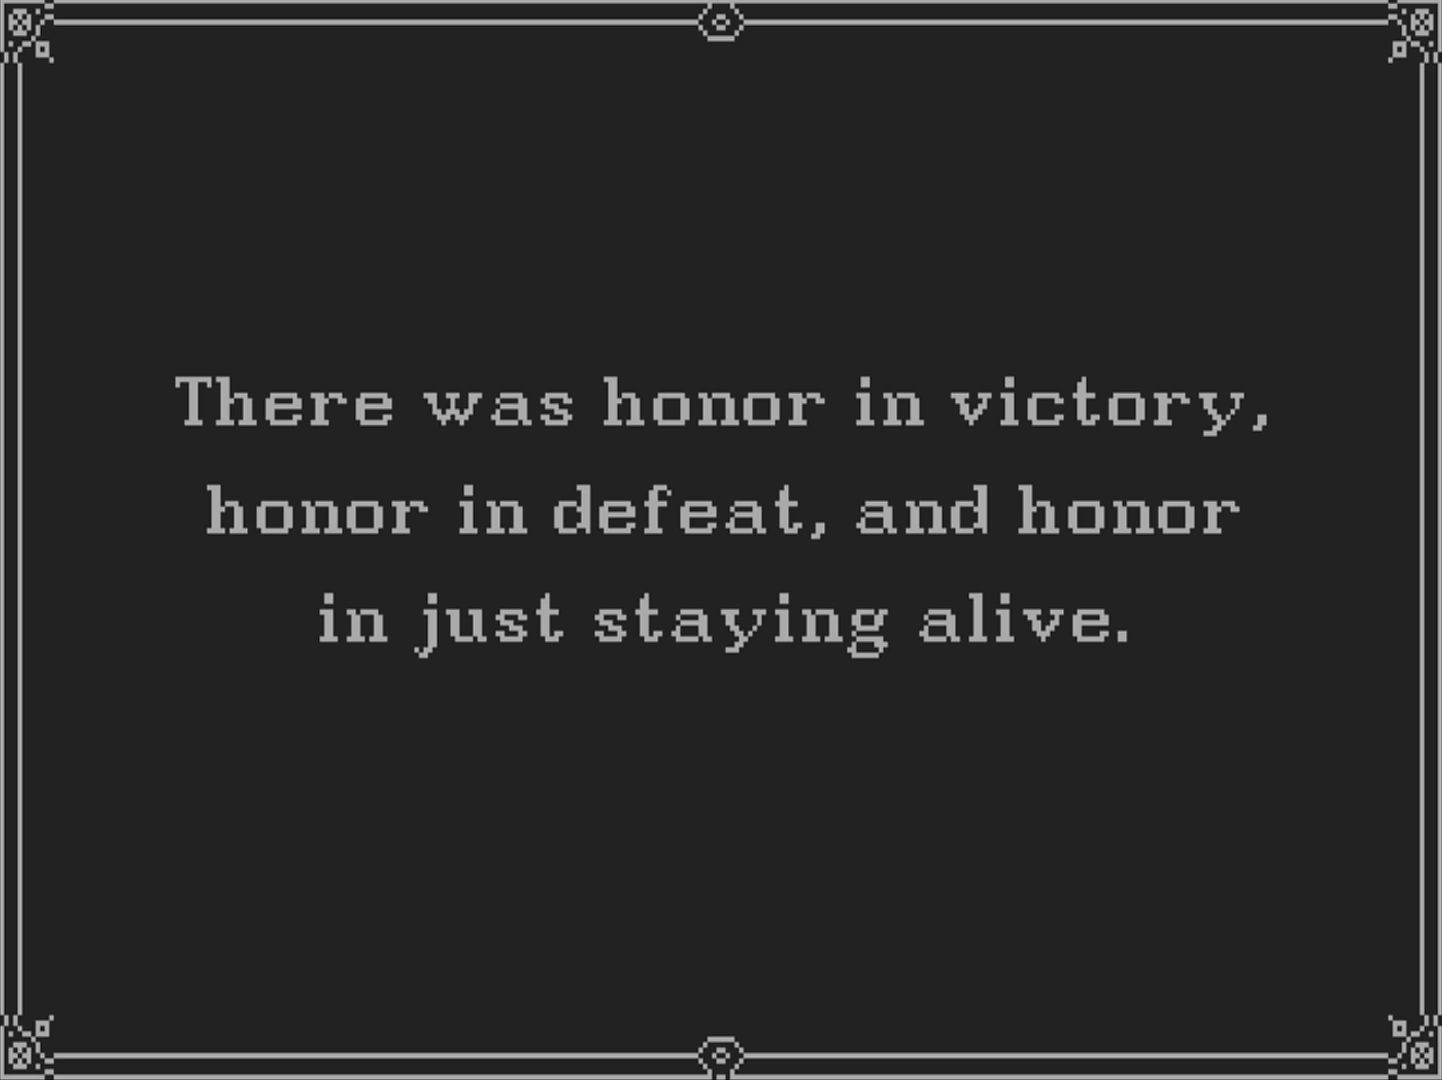 There was honor in victory,
honor in defeat, and honor
in just staying alive.